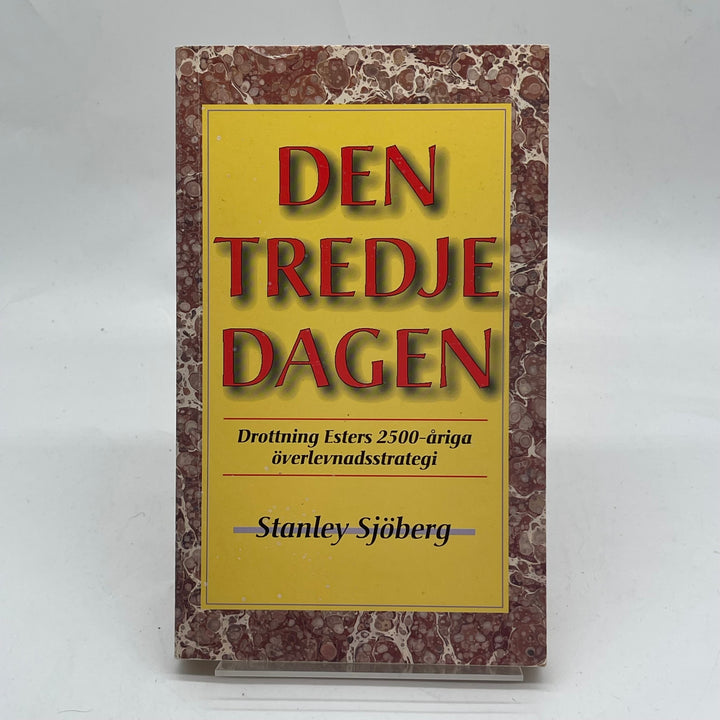 DEN
TREDJE
DAGEN
Drottning Esters 2500-åriga
överlevnadsstrategi
Stanley Sjöberg